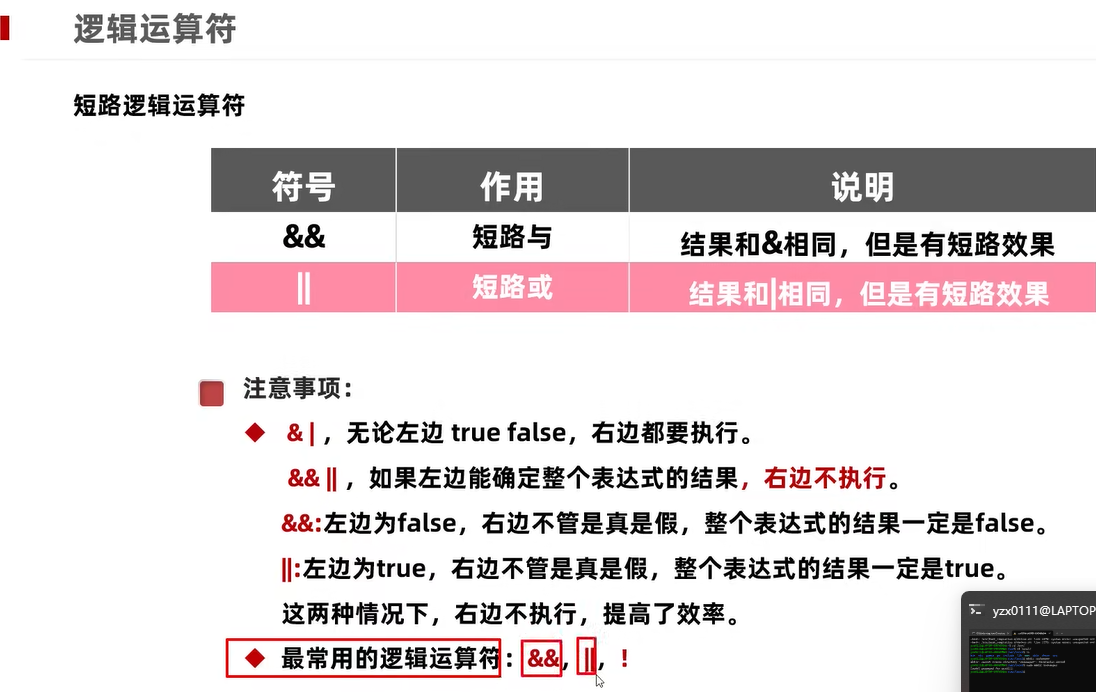 逻辑运算符
短路逻辑运算符
符号 作用 说明
&& 短路与 结果和&相同，但是有短路效果
|| 短路或 结果和|相同，但是有短路效果
注意事项：
& | ，无论左边 true false，右边都要执行。
&& || ，如果左边能确定整个表达式的结果，右边不执行。
&&:左边为false，右边不管是真是假，整个表达式的结果一定是false。
||:左边为true，右边不管是真是假，整个表达式的结果一定是true。
这两种情况下，右边不执行，提高了效率。
最常用的逻辑运算符：&&，||，！
yzx0111@LAPTOP